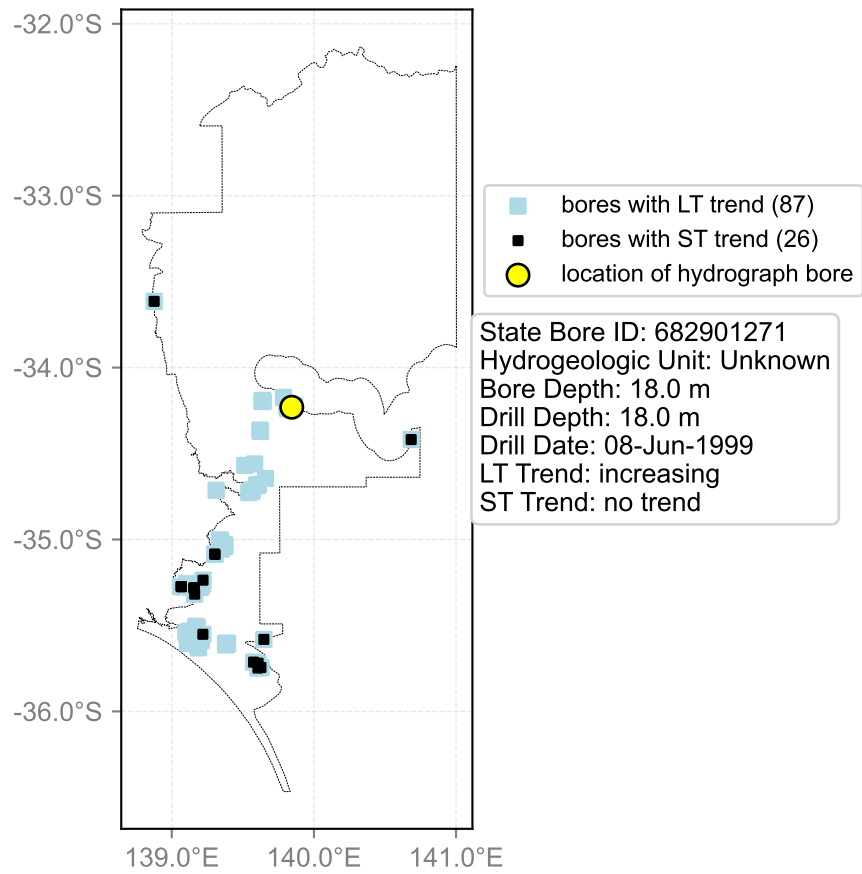 -32.0°S
-33.0°S
-34.0°S
-35.0°S
-36.0°S
139.0°E 140.0°E 141.0°E
bores with LT trend (87)
bores with ST trend (26)
location of hydrograph bore
State Bore ID: 682901271
Hydrogeologic Unit: Unknown
Bore Depth: 18.0 m
Drill Depth: 18.0 m
Drill Date: 08-Jun-1999
LT Trend: increasing
ST Trend: no trend